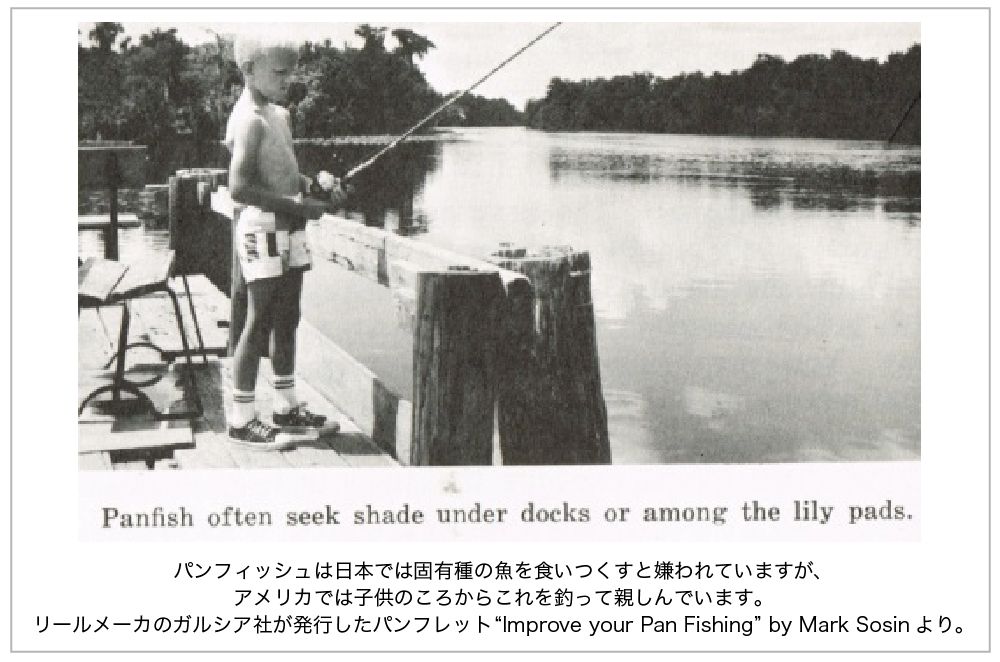 Panfish often seek shade under docks or among the lily pads.
パンフィッシュは日本では固有種の魚を食いつくすと嫌われていますが、
アメリカでは子供のころからこれを釣って親しんでいます。
リールメーカのガルシア社が発行したパンフレット“Improve your Pan Fishing” by Mark Sosin より。